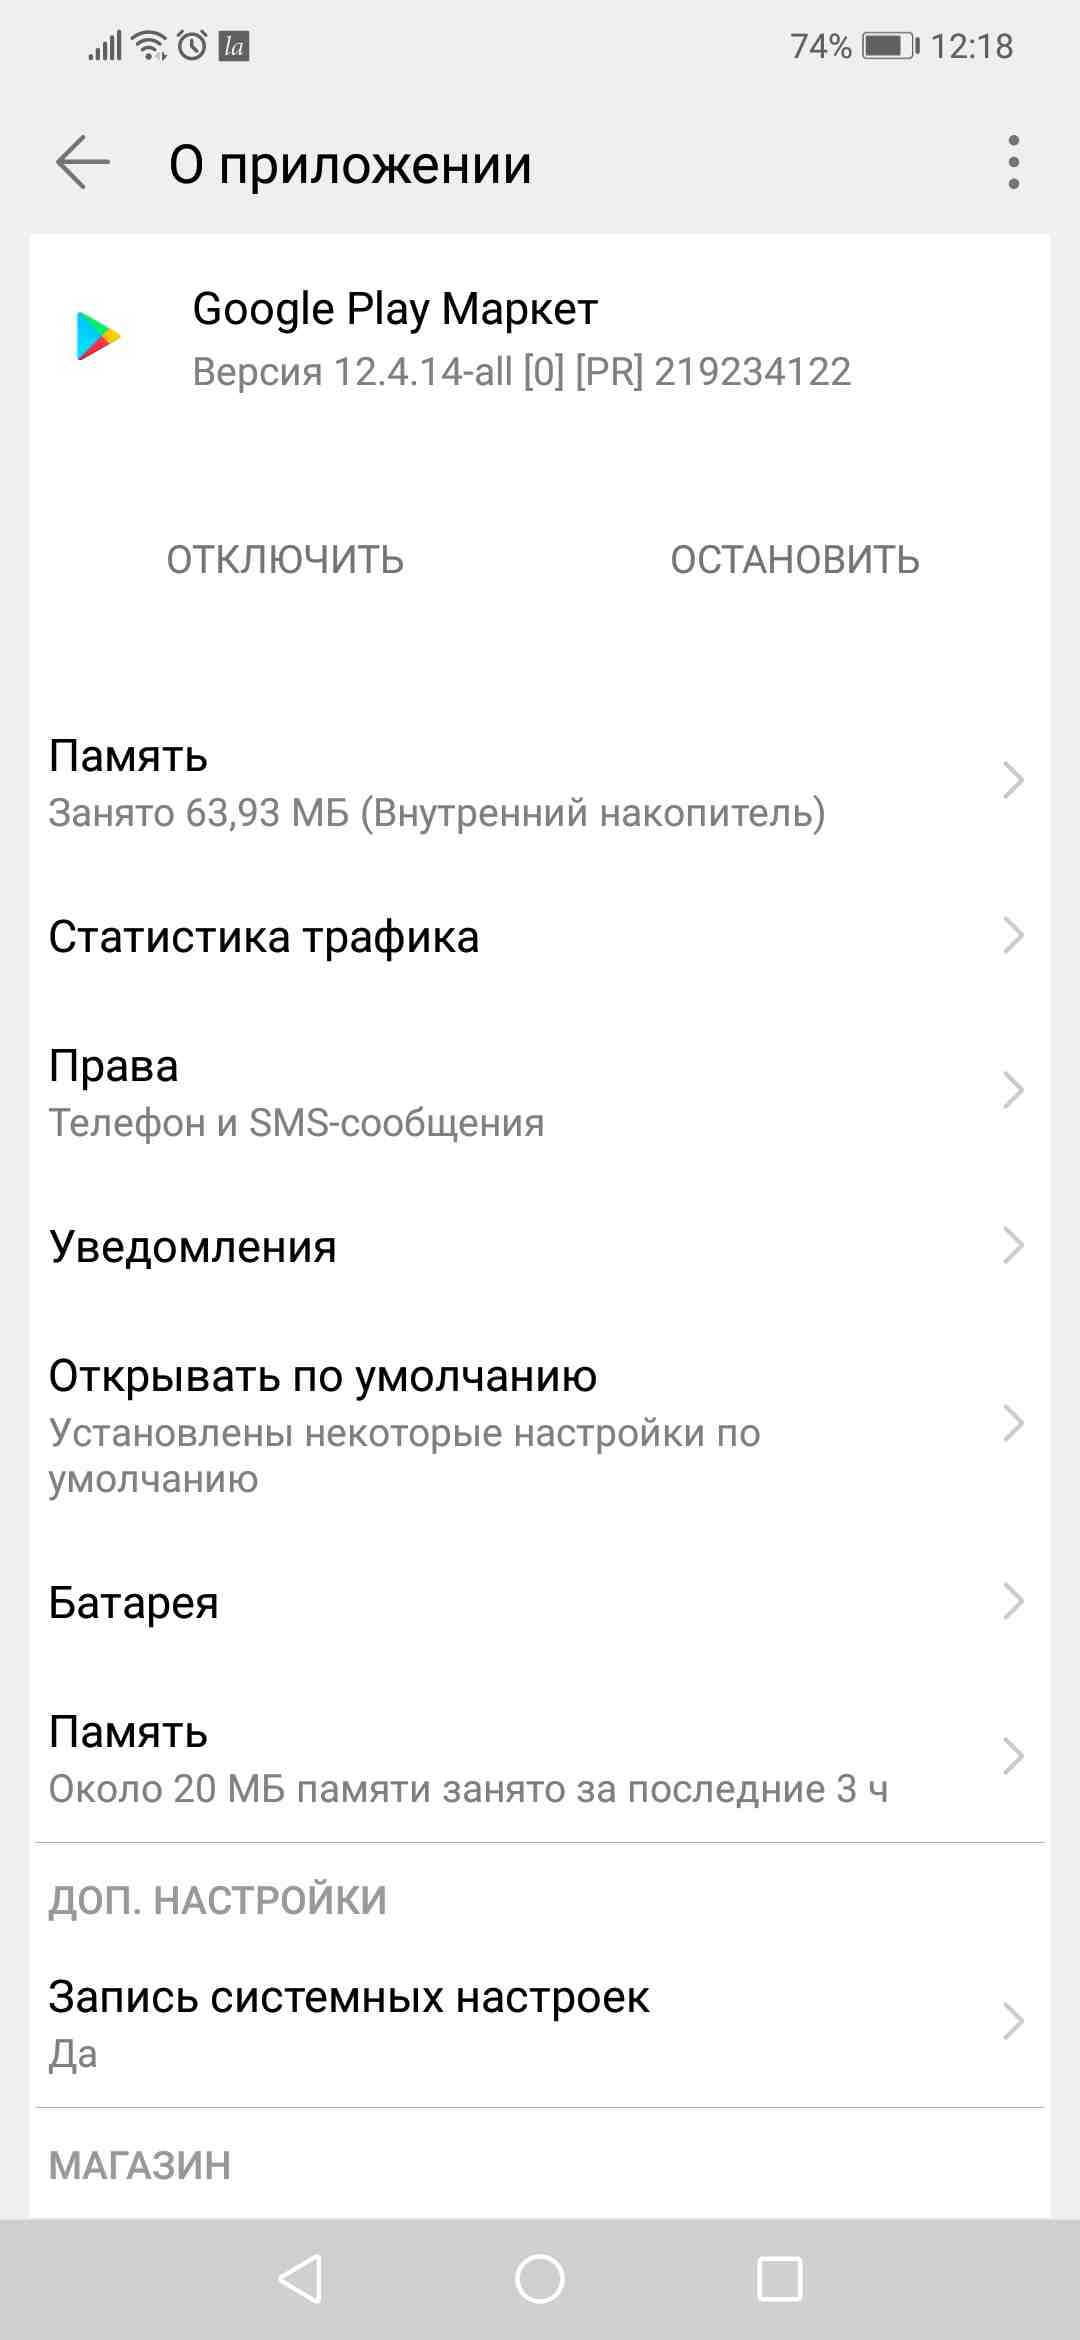 la 74% 12:18
О приложении
Google Play Маркет
Версия 12.4.14-all [0] [PR] 219234122
ОТКЛЮЧИТЬ ОСТАНОВИТЬ
Память
Занято 63,93 МБ (Внутренний накопитель)
Статистика трафика
Права
Телефон и SMS-сообщения
Уведомления
Открывать по умолчанию
Установлены некоторые настройки по
умолчанию
Батарея
Память
Около 20 МБ памяти занято за последние 3 ч
ДОП. НАСТРОЙКИ
Запись системных настроек
Да
МАГАЗИН